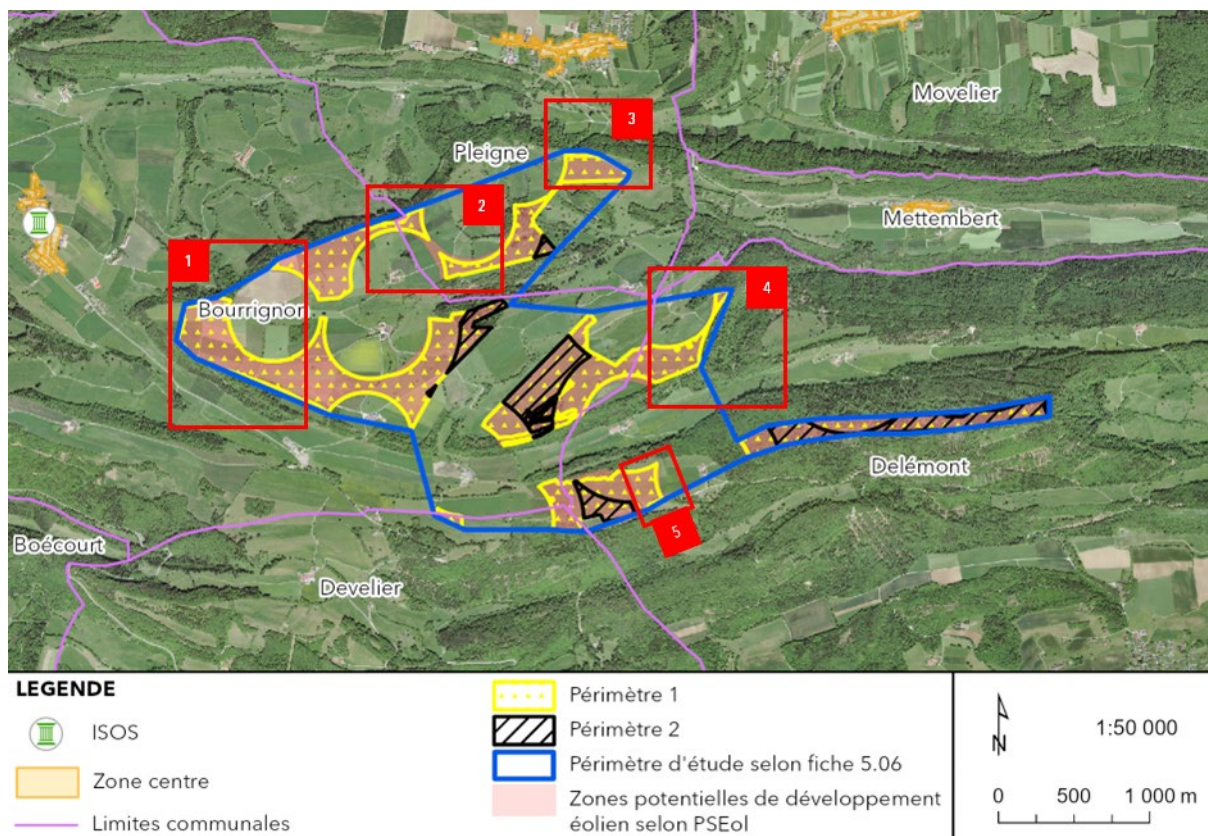 3
Movelier
Pleigne
2
Mettembert
1
4
Bourrignon
Delémont
5
Boécourt
Develier
LEGENDE
ISOS
Zone centre
Limites communales
Périmètre 1
Périmètre 2
Périmètre d'étude selon fiche 5.06
Zones potentielles de développement
éolien selon PSEol
N
1:50 000
0 500 1 000 m